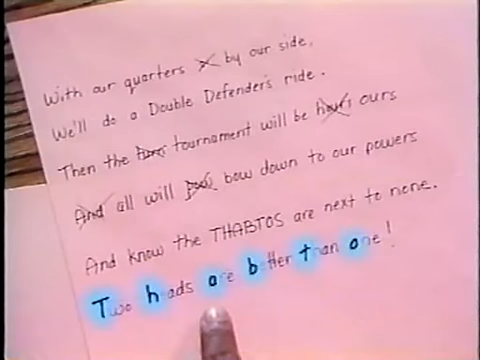 With our quarters by our side,
We'll do a Double Defender's ride.
Then the tournament will be ours
And all will bow down to our powers
And know the THABTOS are next to none.
Two heads are better than one!